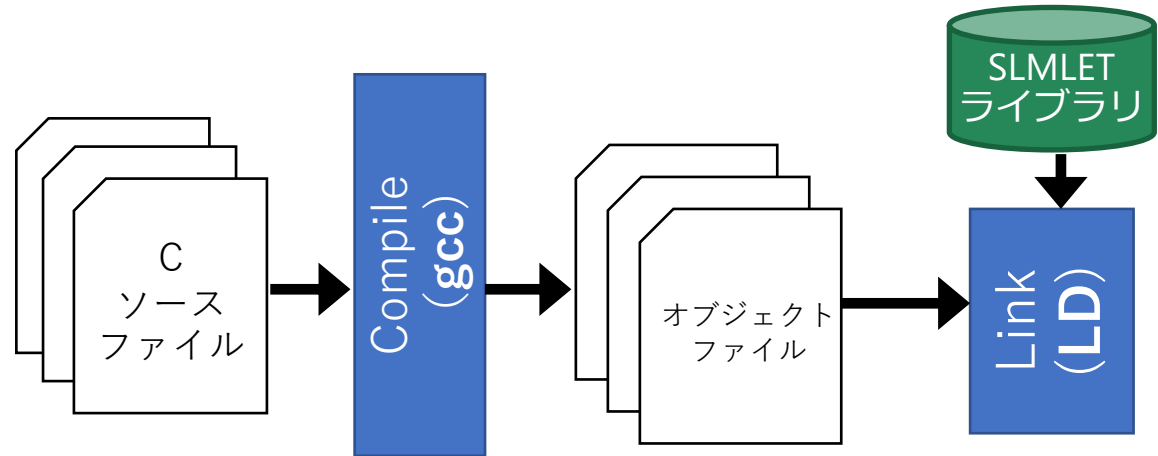 C
ソース
ファイル
Compile
(gcc)
オブジェクト
ファイル
SLMLET
ライブラリ
Link
(LD)